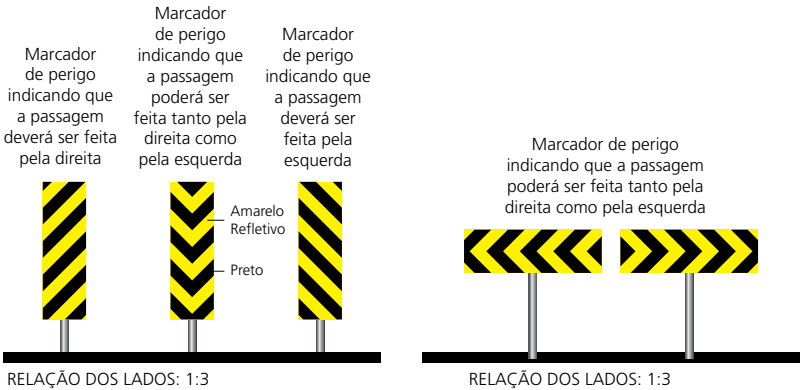 Marcador
de perigo
indicando que
a passagem
deverá ser feita
pela direita
Marcador
de perigo
indicando que
a passagem
poderá ser
feita tanto pela
direita como
pela esquerda
Marcador
de perigo
indicando que
a passagem
deverá ser
feita pela
esquerda
Amarelo
Refletivo
Preto
RELAÇÃO DOS LADOS: 1:3
Marcador de perigo
indicando que a passagem
poderá ser feita tanto pela
direita como pela esquerda
RELAÇÃO DOS LADOS: 1:3